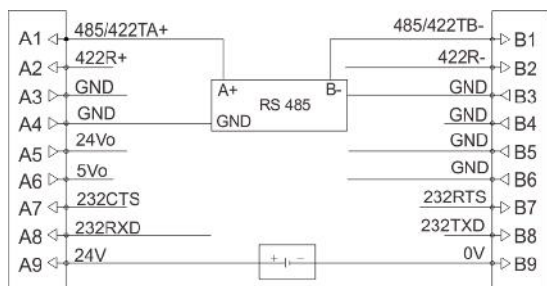 A1 485/422TA+ 485/422TB- B1
A2 422R+ 422R- B2
A3 GND GND B3
A+ B-
RS 485
A4 GND GND GND B4
A5 24Vo GND B5
A6 5Vo GND B6
A7 232CTS 232RTS B7
A8 232RXD 232TXD B8
A9 24V + - 0V B9